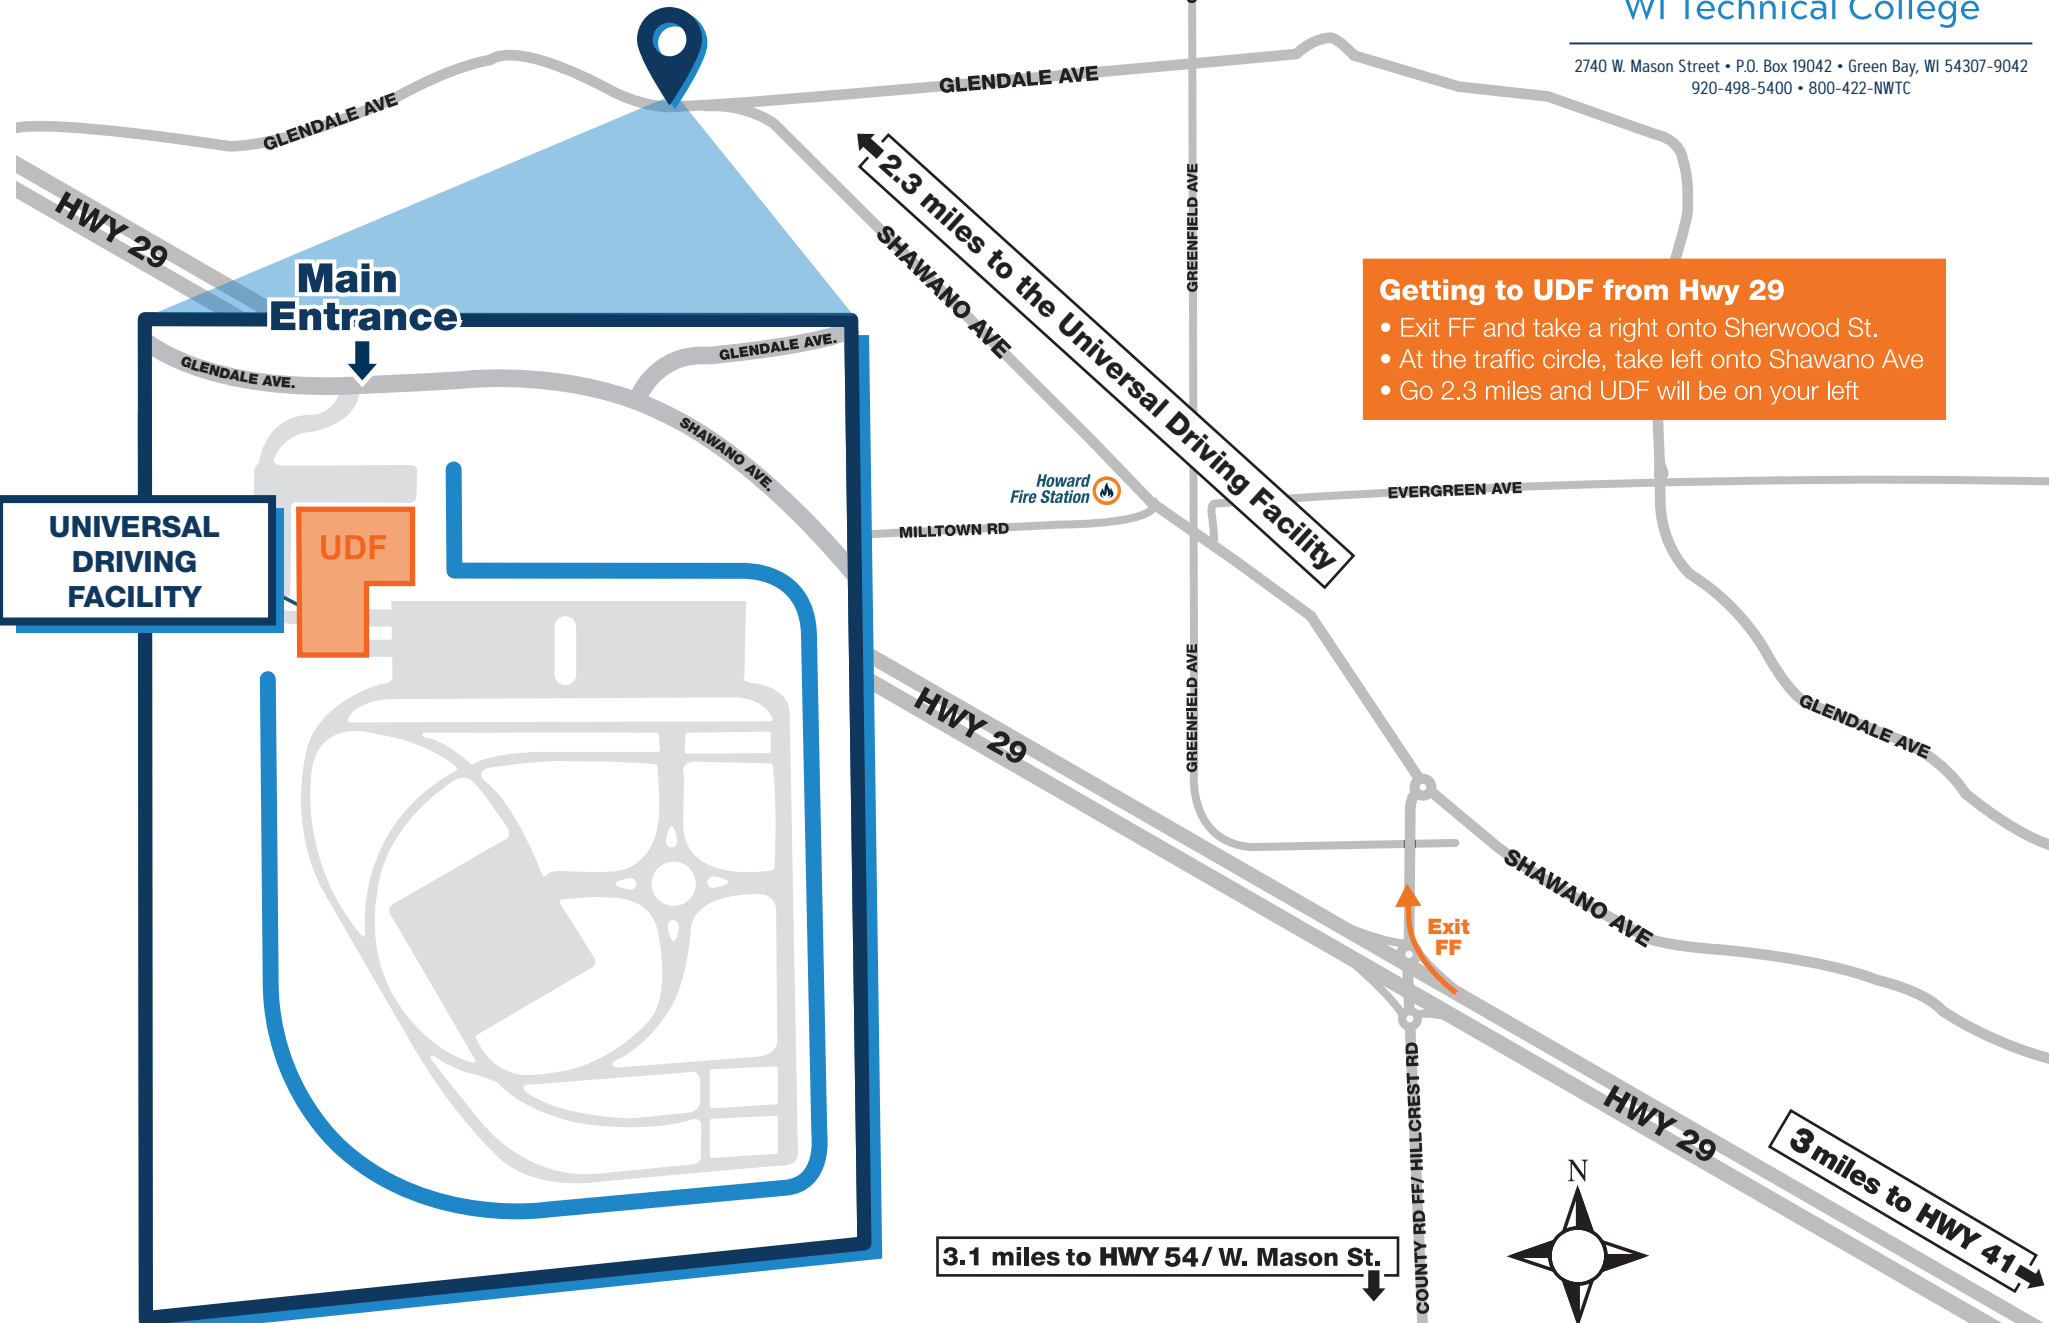 WI Technical College
2740 W. Mason Street • P.O. Box 19042 • Green Bay, WI 54307-9042
920-498-5400 • 800-422-NWTC
GLENDALE AVE
GLENDALE AVE
HWY 29
Main
Entrance
GLENDALE AVE.
GLENDALE AVE.
SHAWANO AVE.
UNIVERSAL
DRIVING
FACILITY
UDF
2.3 miles to the Universal Driving Facility
SHAWANO AVE
GREENFIELD AVE
Getting to UDF from Hwy 29
• Exit FF and take a right onto Sherwood St.
• At the traffic circle, take left onto Shawano Ave
• Go 2.3 miles and UDF will be on your left
Howard
Fire Station
MILLTOWN RD
EVERGREEN AVE
GREENFIELD AVE
HWY 29
GLENDALE AVE
SHAWANO AVE
Exit
FF
COUNTY RD FF/ HILLCREST RD
HWY 29
3 miles to HWY 41
N
3.1 miles to HWY 54 / W. Mason St.